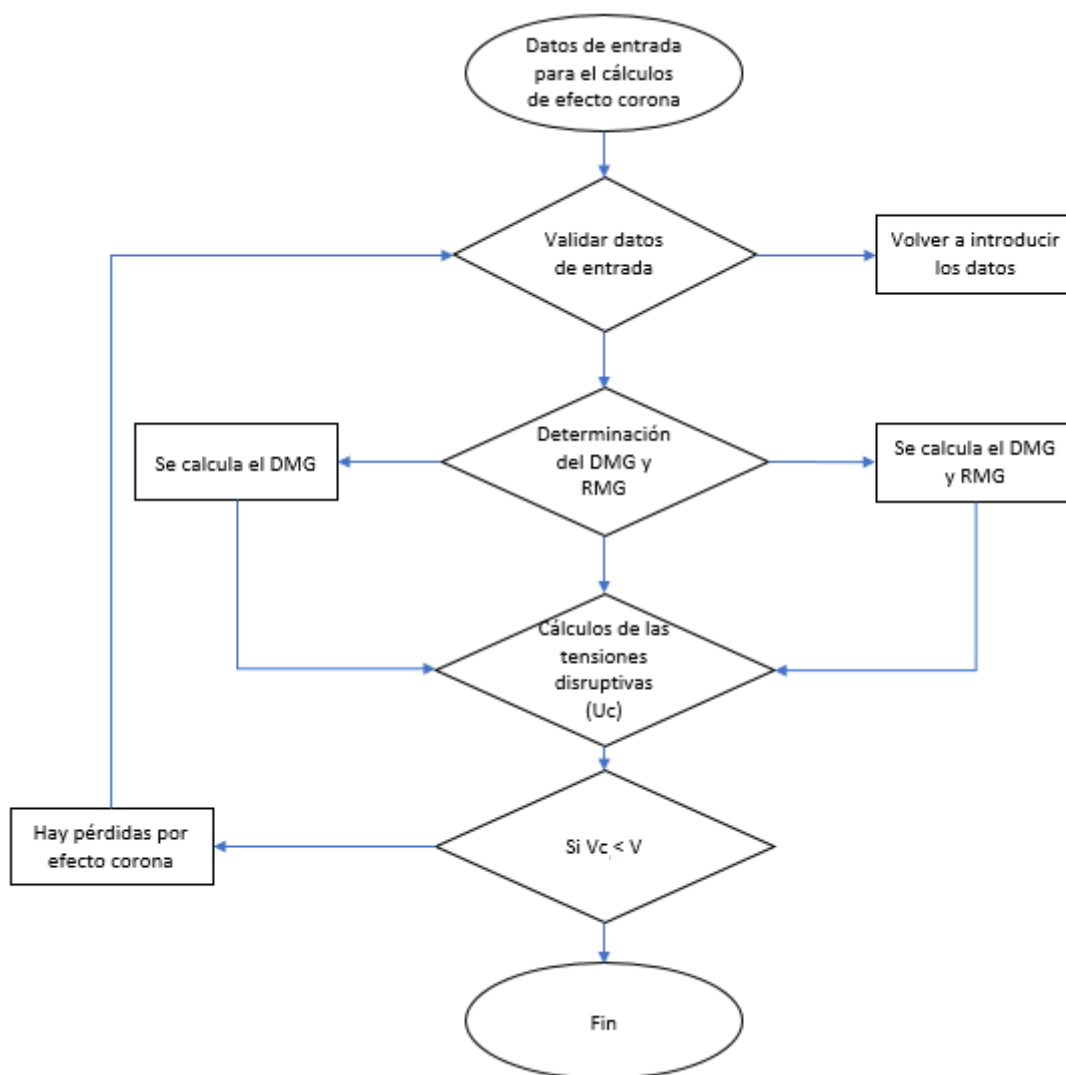 Datos de entrada
para el cálculos
de efecto corona
Validar datos
de entrada
Volver a introducir
los datos
Determinación
del DMG y
RMG
Se calcula el DMG
Se calcula el DMG
y RMG
Cálculos de las
tensiones
disruptivas
(Uc)
Si Vc < V
Hay pérdidas por
efecto corona
Fin